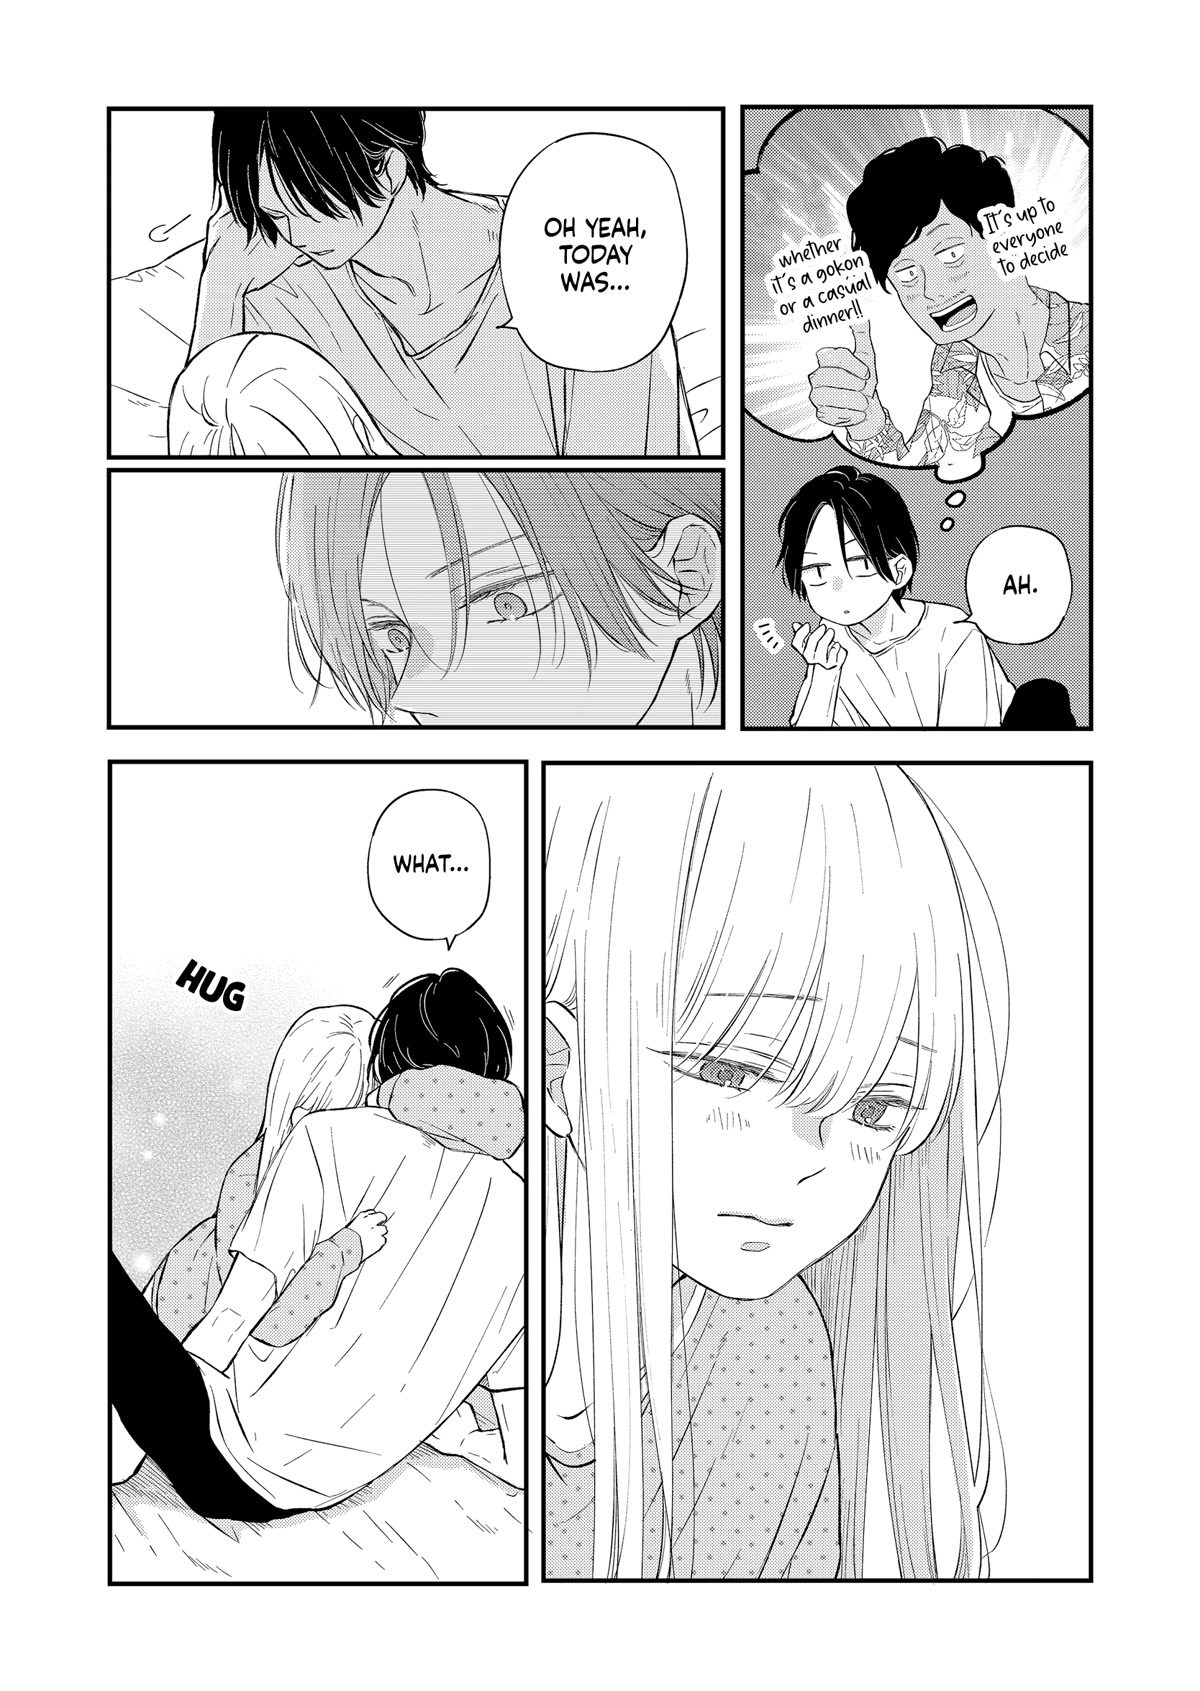 It's up to
everyone
to decide
whether
it's a gokon
or a casual
dinner!!
AH.
OH YEAH,
TODAY
WAS...
WHAT...
HUG